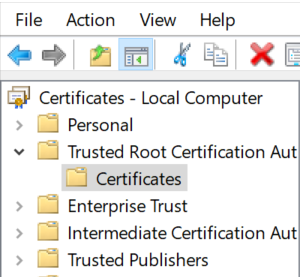 File Action View Help
Certificates - Local Computer
Personal
Trusted Root Certification Aut
Certificates
Enterprise Trust
Intermediate Certification Aut
Trusted Publishers